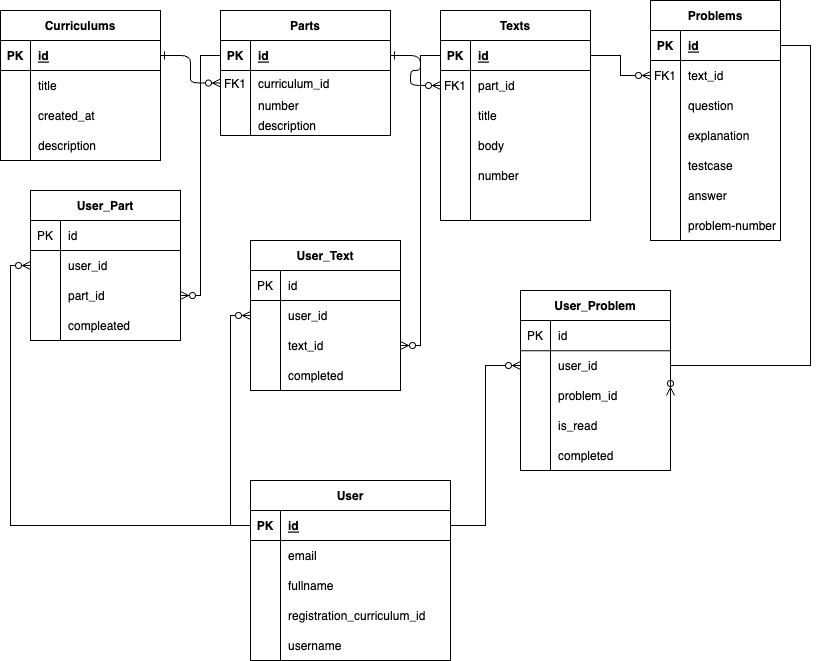 Curriculums
PK id
title
created_at
description
Parts
PK id
FK1 curriculum_id
number
description
Texts
PK id
FK1 part_id
title
body
number
Problems
PK id
FK1 text_id
question
explanation
testcase
answer
problem-number
User_Part
PK id
user_id
part_id
compleated
User_Text
PK id
user_id
text_id
completed
User_Problem
PK id
user_id
problem_id
is_read
completed
User
PK id
email
fullname
registration_curriculum_id
username